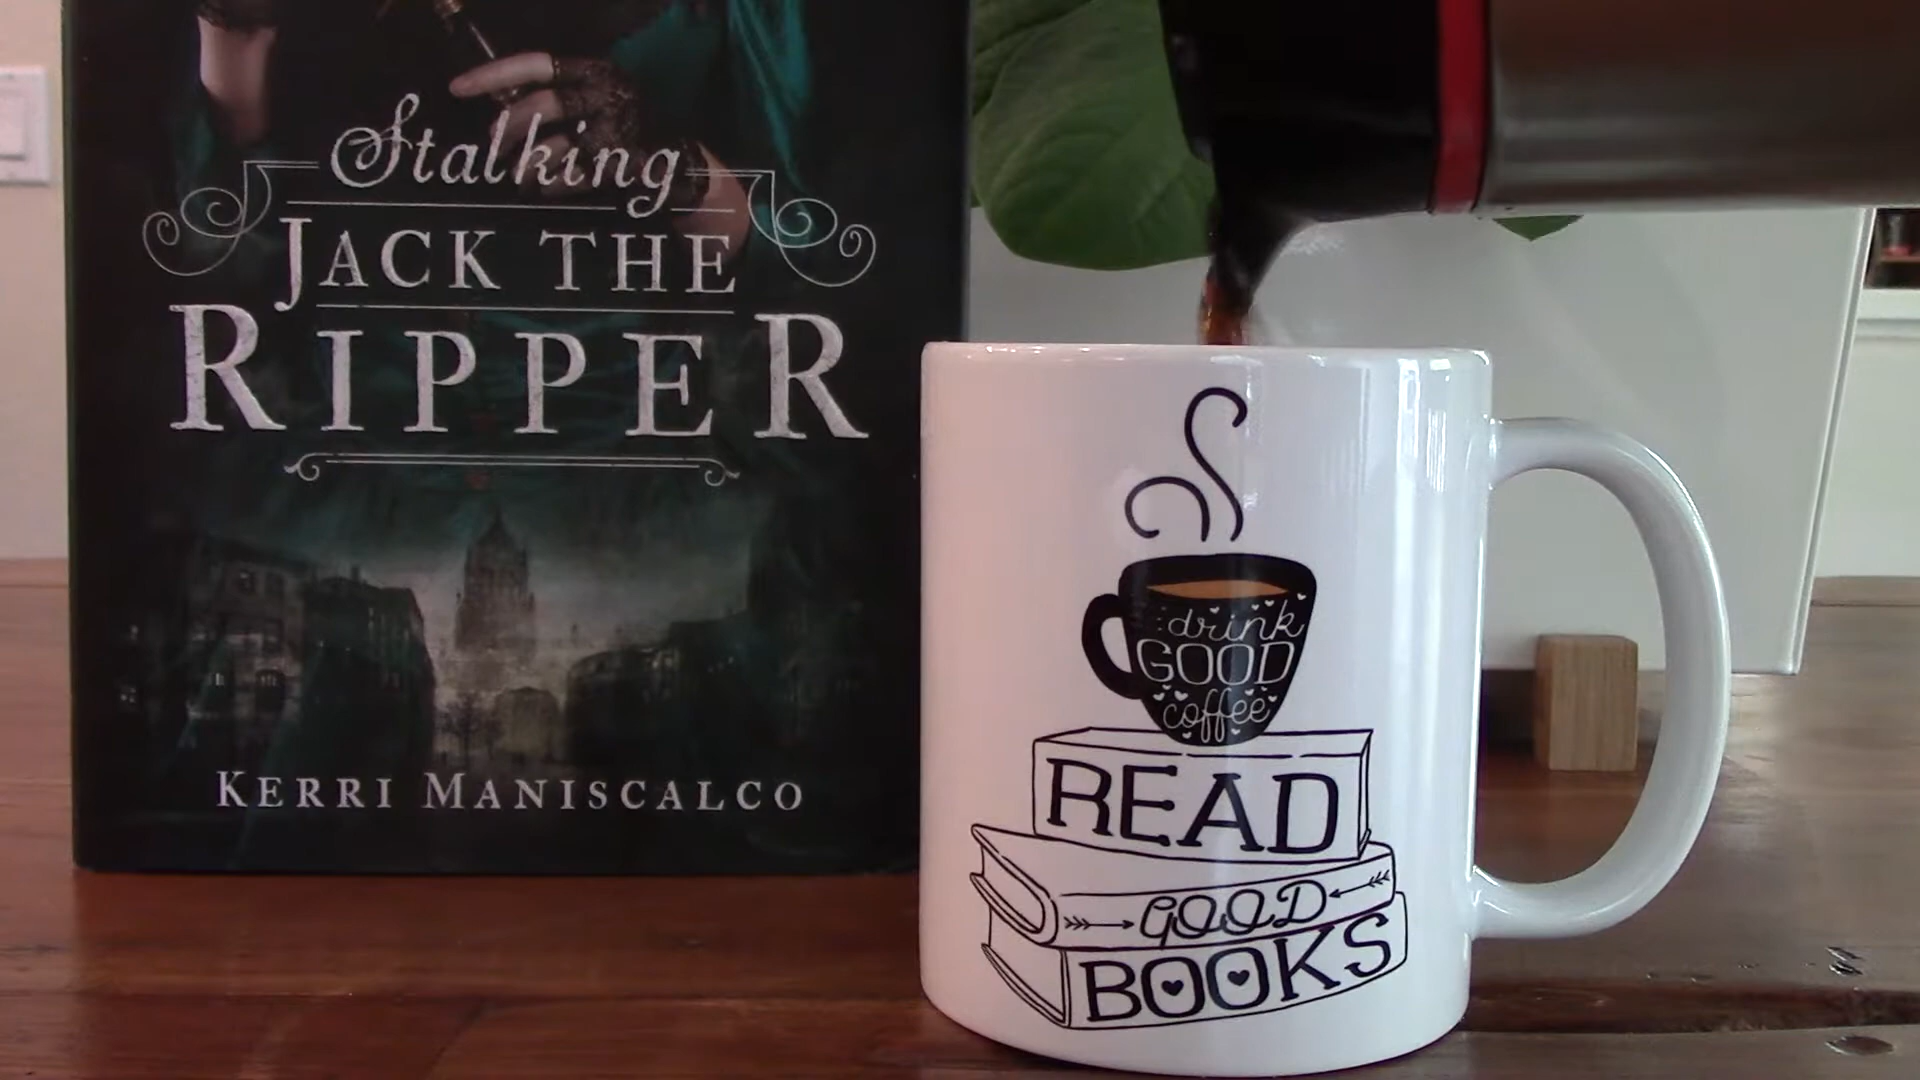 Stalking
JACK THE
RIPPER
KERRI MANISCALCO
drink
GOOD
coffee
READ
GOOD
BOOKS